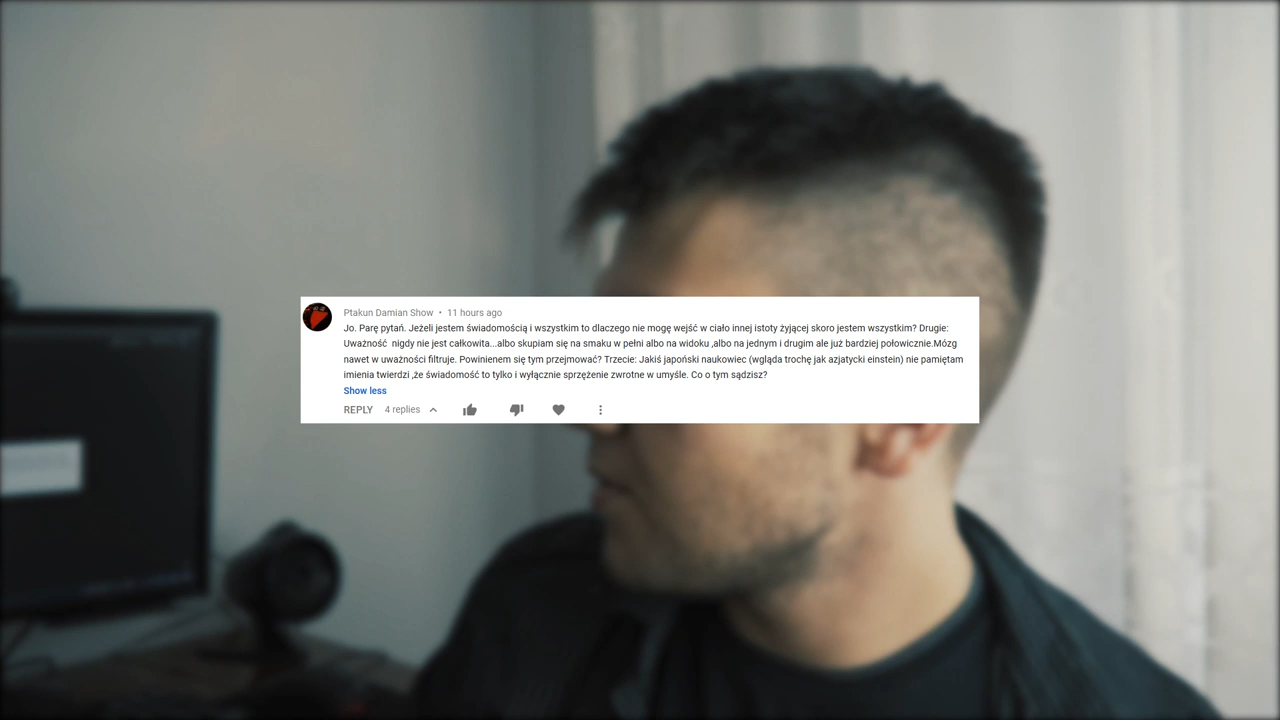 Ptakun Damian Show • 11 hours ago
Jo. Parę pytań. Jeżeli jestem świadomością i wszystkim to dlaczego nie mogę wejść w ciało innej istoty żyjącej skoro jestem wszystkim? Drugie:
Uważność  nigdy nie jest całkowita...albo skupiam się na smaku w pełni albo na widoku ,albo na jednym i drugim ale już bardziej połowicznie.Mózg
nawet w uważności filtruje. Powinienem się tym przejmować? Trzecie: Jakiś japoński naukowiec (wgląda trochę jak azjatycki einstein) nie pamiętam
imienia twierdzi ,że świadomość to tylko i wyłącznie sprzężenie zwrotne w umyśle. Co o tym sądzisz?
Show less
REPLY 4 replies